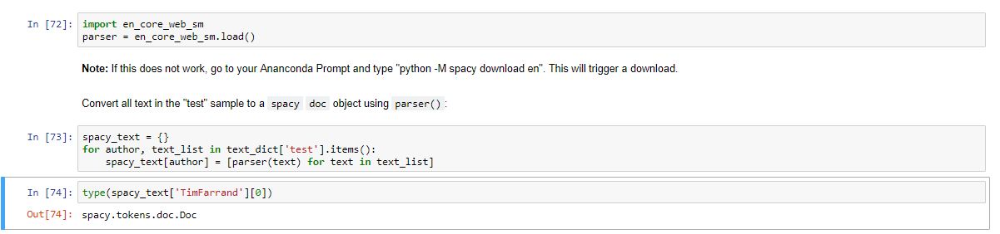 In [72]: import en_core_web_sm
parser = en_core_web_sm.load()
Note: If this does not work, go to your Ananconda Prompt and type "python -M spacy download en". This will trigger a download.
Convert all text in the "test" sample to a spacy doc object using parser():
In [73]: spacy_text = {}
for author, text_list in text_dict['test'].items():
    spacy_text[author] = [parser(text) for text in text_list]
In [74]: type(spacy_text['TimFarrand'][0])
Out[74]: spacy.tokens.doc.Doc